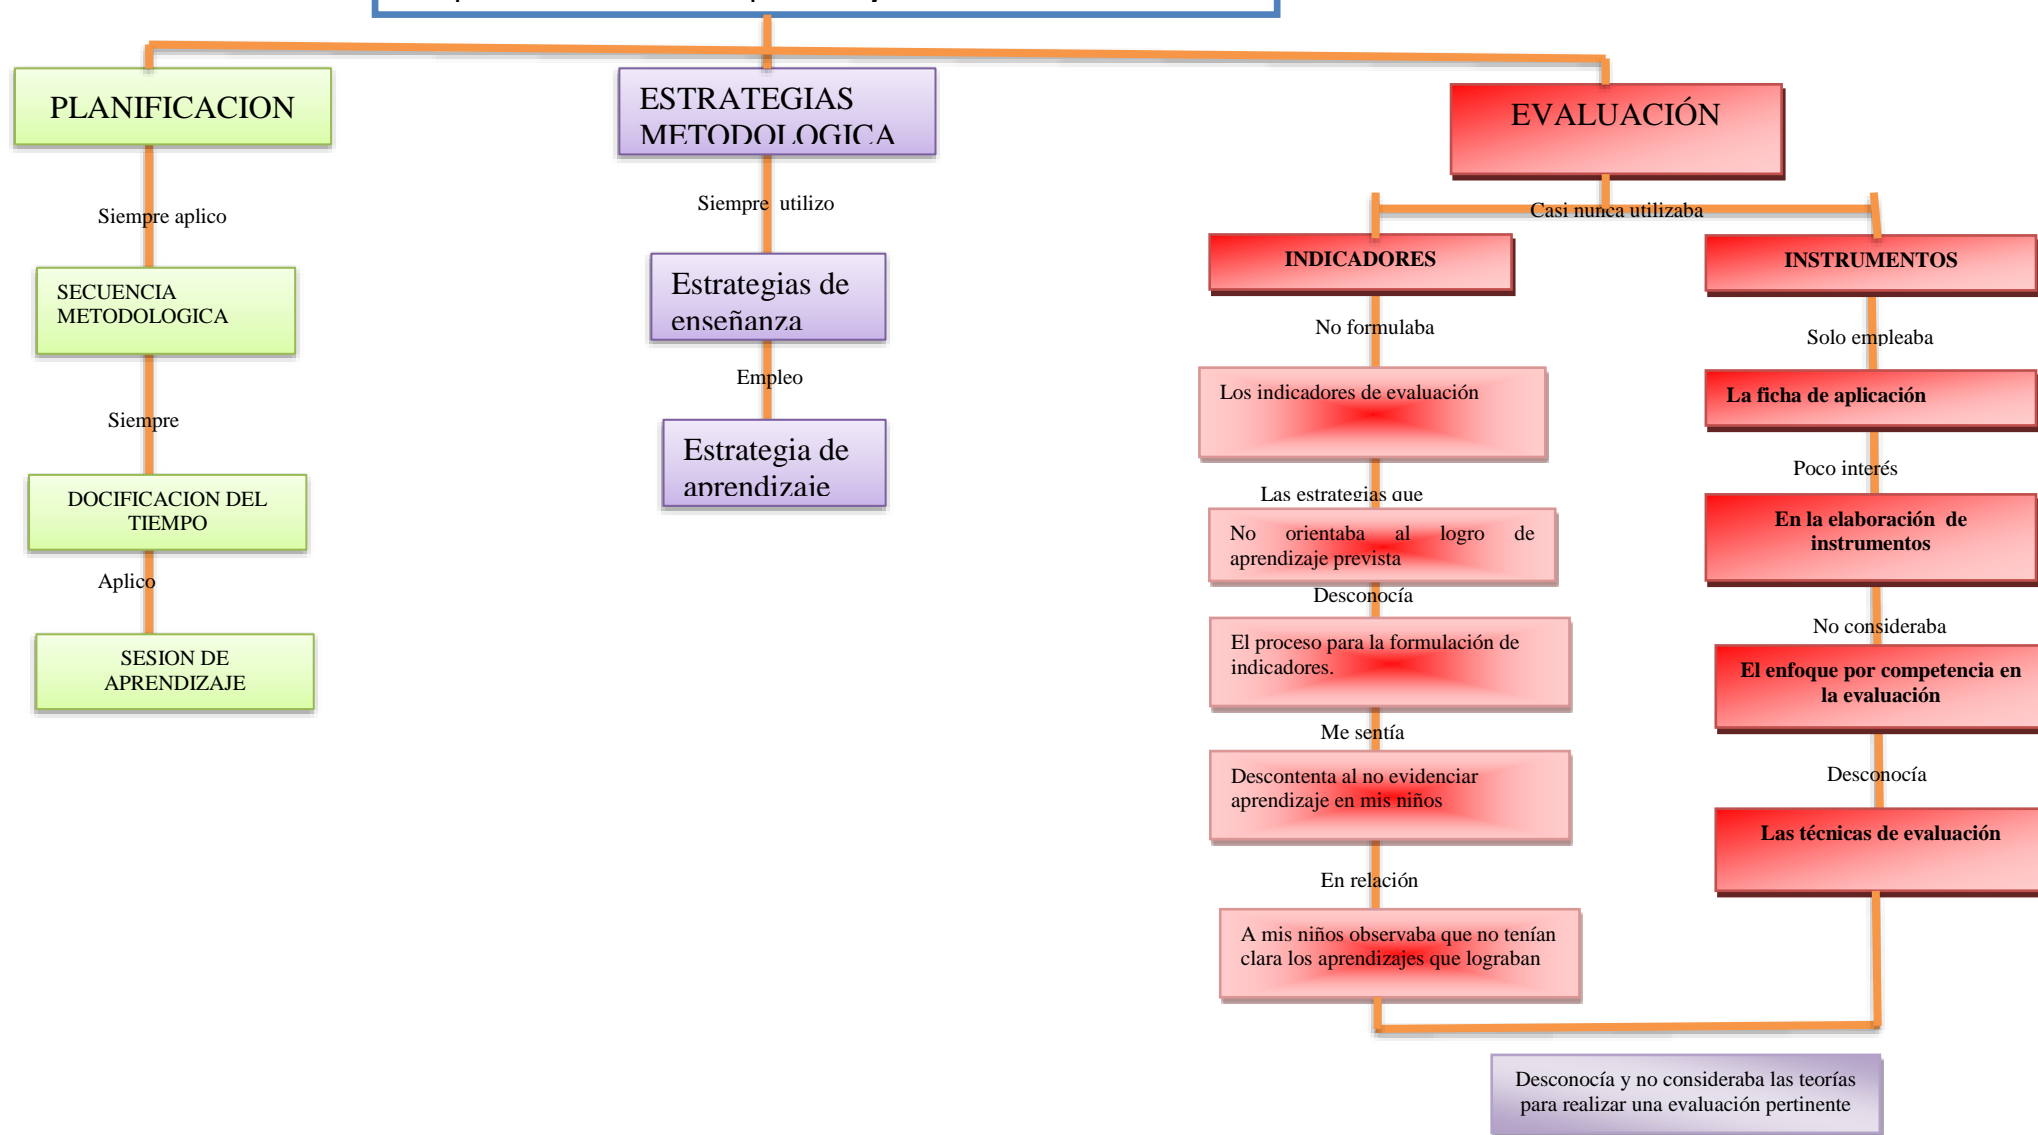 PLANIFICACION
Siempre aplico
SECUENCIA
METODOLOGICA
Siempre
DOCIFICACION DEL
TIEMPO
Aplico
SESION DE
APRENDIZAJE
ESTRATEGIAS
METODOLOGICA
Siempre utilizo
Estrategias de
enseñanza
Empleo
Estrategia de
aprendizaje
EVALUACIÓN
Casi nunca utilizaba
INDICADORES
No formulaba
Los indicadores de evaluación
Las estrategias que
No orientaba al logro de
aprendizaje prevista
Desconocía
El proceso para la formulación de
indicadores.
Me sentía
Descontenta al no evidenciar
aprendizaje en mis niños
En relación
A mis niños observaba que no tenían
clara los aprendizajes que lograban
INSTRUMENTOS
Solo empleaba
La ficha de aplicación
Poco interés
En la elaboración de
instrumentos
No consideraba
El enfoque por competencia en
la evaluación
Desconocía
Las técnicas de evaluación
Desconocía y no consideraba las teorías
para realizar una evaluación pertinente